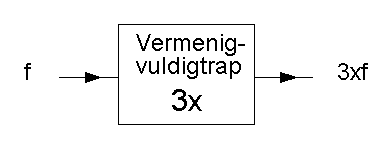 Vermenig-
f vuldigtrap 3xf
3x